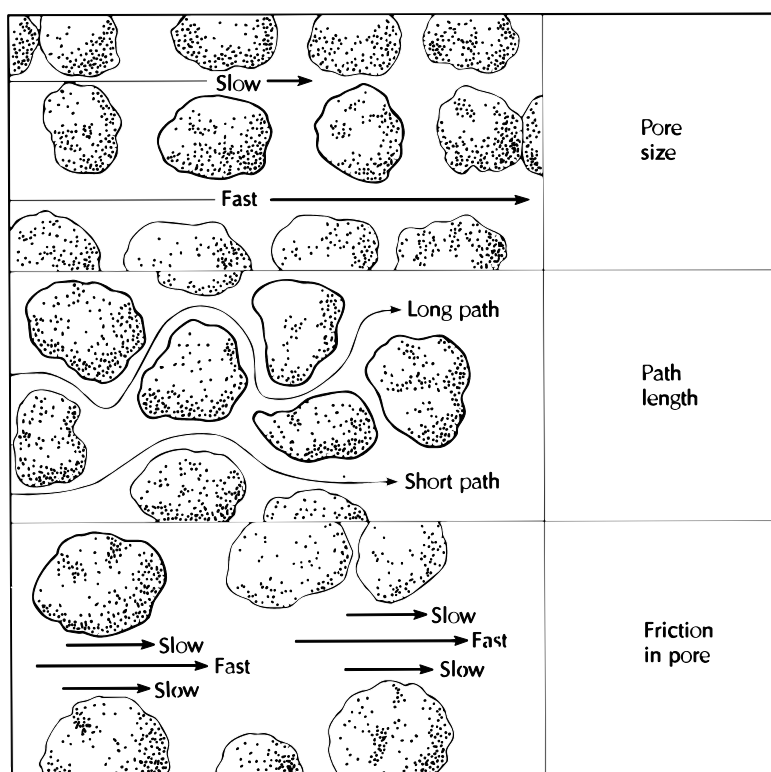 Slow
Pore
size
Fast
Long path
Path
length
Short path
Slow
Fast
Slow
Slow
Fast
Slow
Friction
in pore